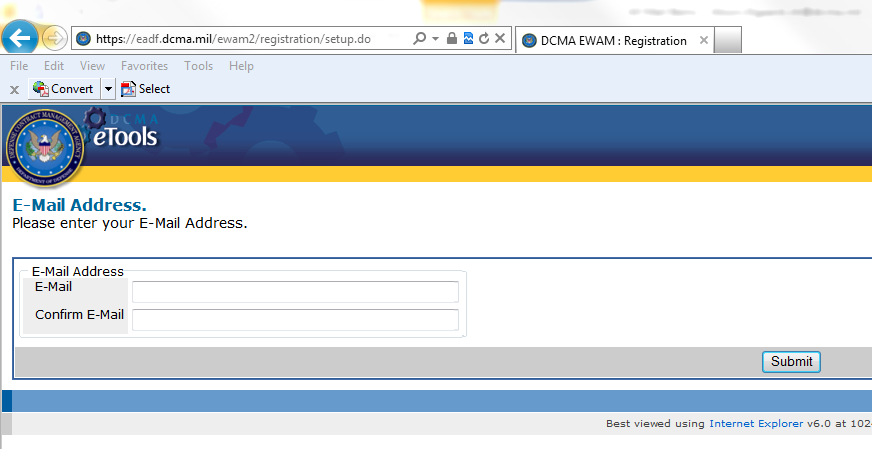 https://eadf.dcma.mil/ewam2/registration/setup.do
DCMA EWAM : Registration
File Edit View Favorites Tools Help
x Convert Select
DCMA
eTools
DEFENSE CONTRACT MANAGEMENT AGENCY
DEPARTMENT OF DEFENSE
E-Mail Address.
Please enter your E-Mail Address.
E-Mail Address
E-Mail
Confirm E-Mail
Submit
Best viewed using Internet Explorer v6.0 at 102